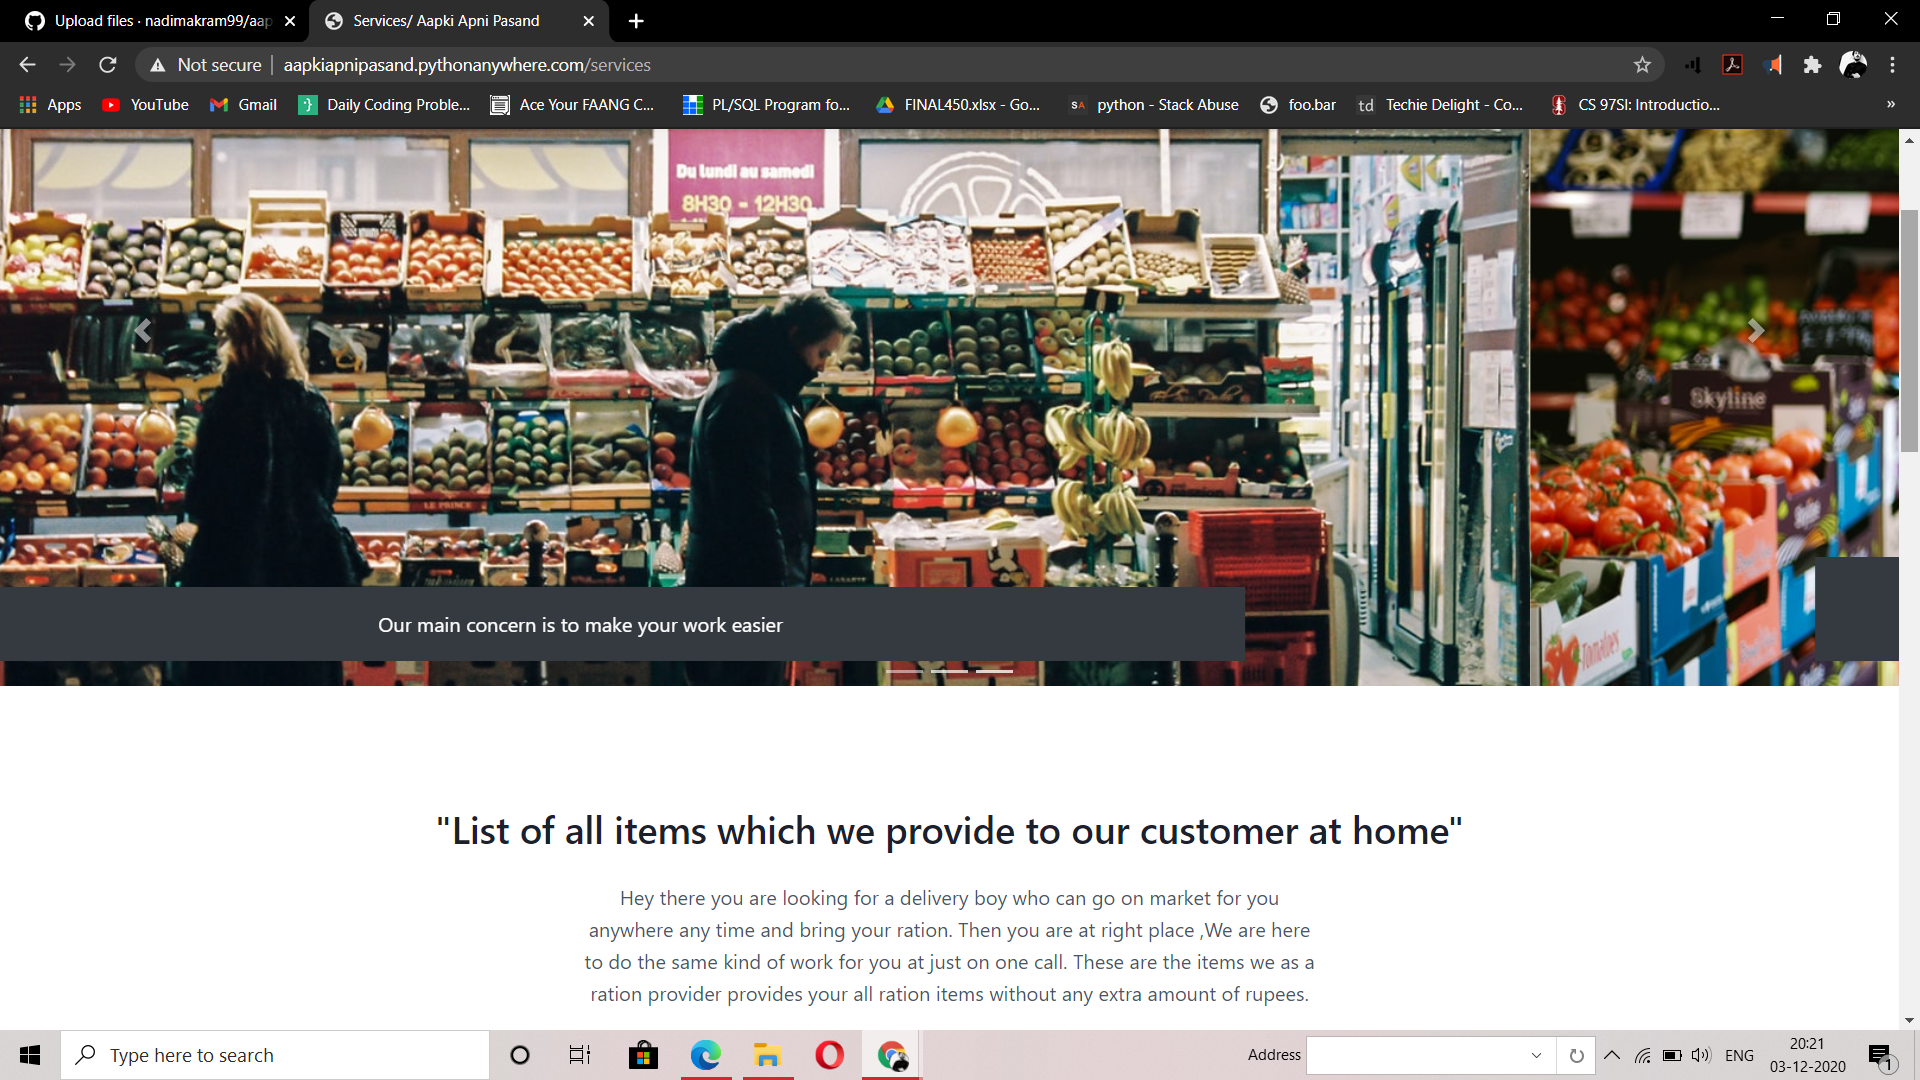 Upload files · nadimakram99/aap
Services/ Aapki Apni Pasand
Not secure
aapkiapnipasand.pythonanywhere.com/services
Apps
YouTube
Gmail
Daily Coding Proble...
Ace Your FAANG C...
PL/SQL Program fo...
FINAL450.xlsx - Go...
python - Stack Abuse
foo.bar
Techie Delight - Co...
CS 97SI: Introductio...
»
Du lundi au samedi
8H30 - 12H30
Skyline
LE PRINCE
Tomatoes
Our main concern is to make your work easier
"List of all items which we provide to our customer at home"
Hey there you are looking for a delivery boy who can go on market for you
anywhere any time and bring your ration. Then you are at right place ,We are here
to do the same kind of work for you at just on one call. These are the items we as a
ration provider provides your all ration items without any extra amount of rupees.
Type here to search
Address
ENG
20:21
03-12-2020
1